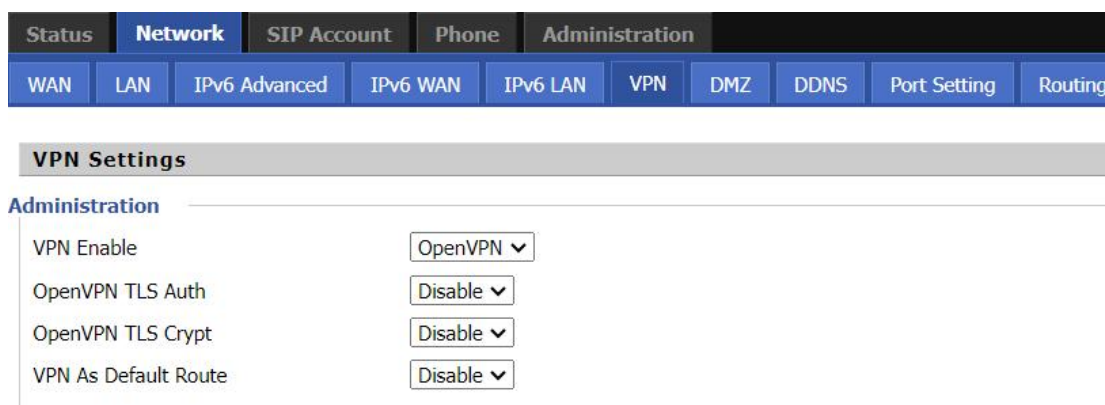 Status Network SIP Account Phone Administration
WAN LAN IPv6 Advanced IPv6 WAN IPv6 LAN VPN DMZ DDNS Port Setting Routing
VPN Settings
Administration
VPN Enable OpenVPN
OpenVPN TLS Auth Disable
OpenVPN TLS Crypt Disable
VPN As Default Route Disable